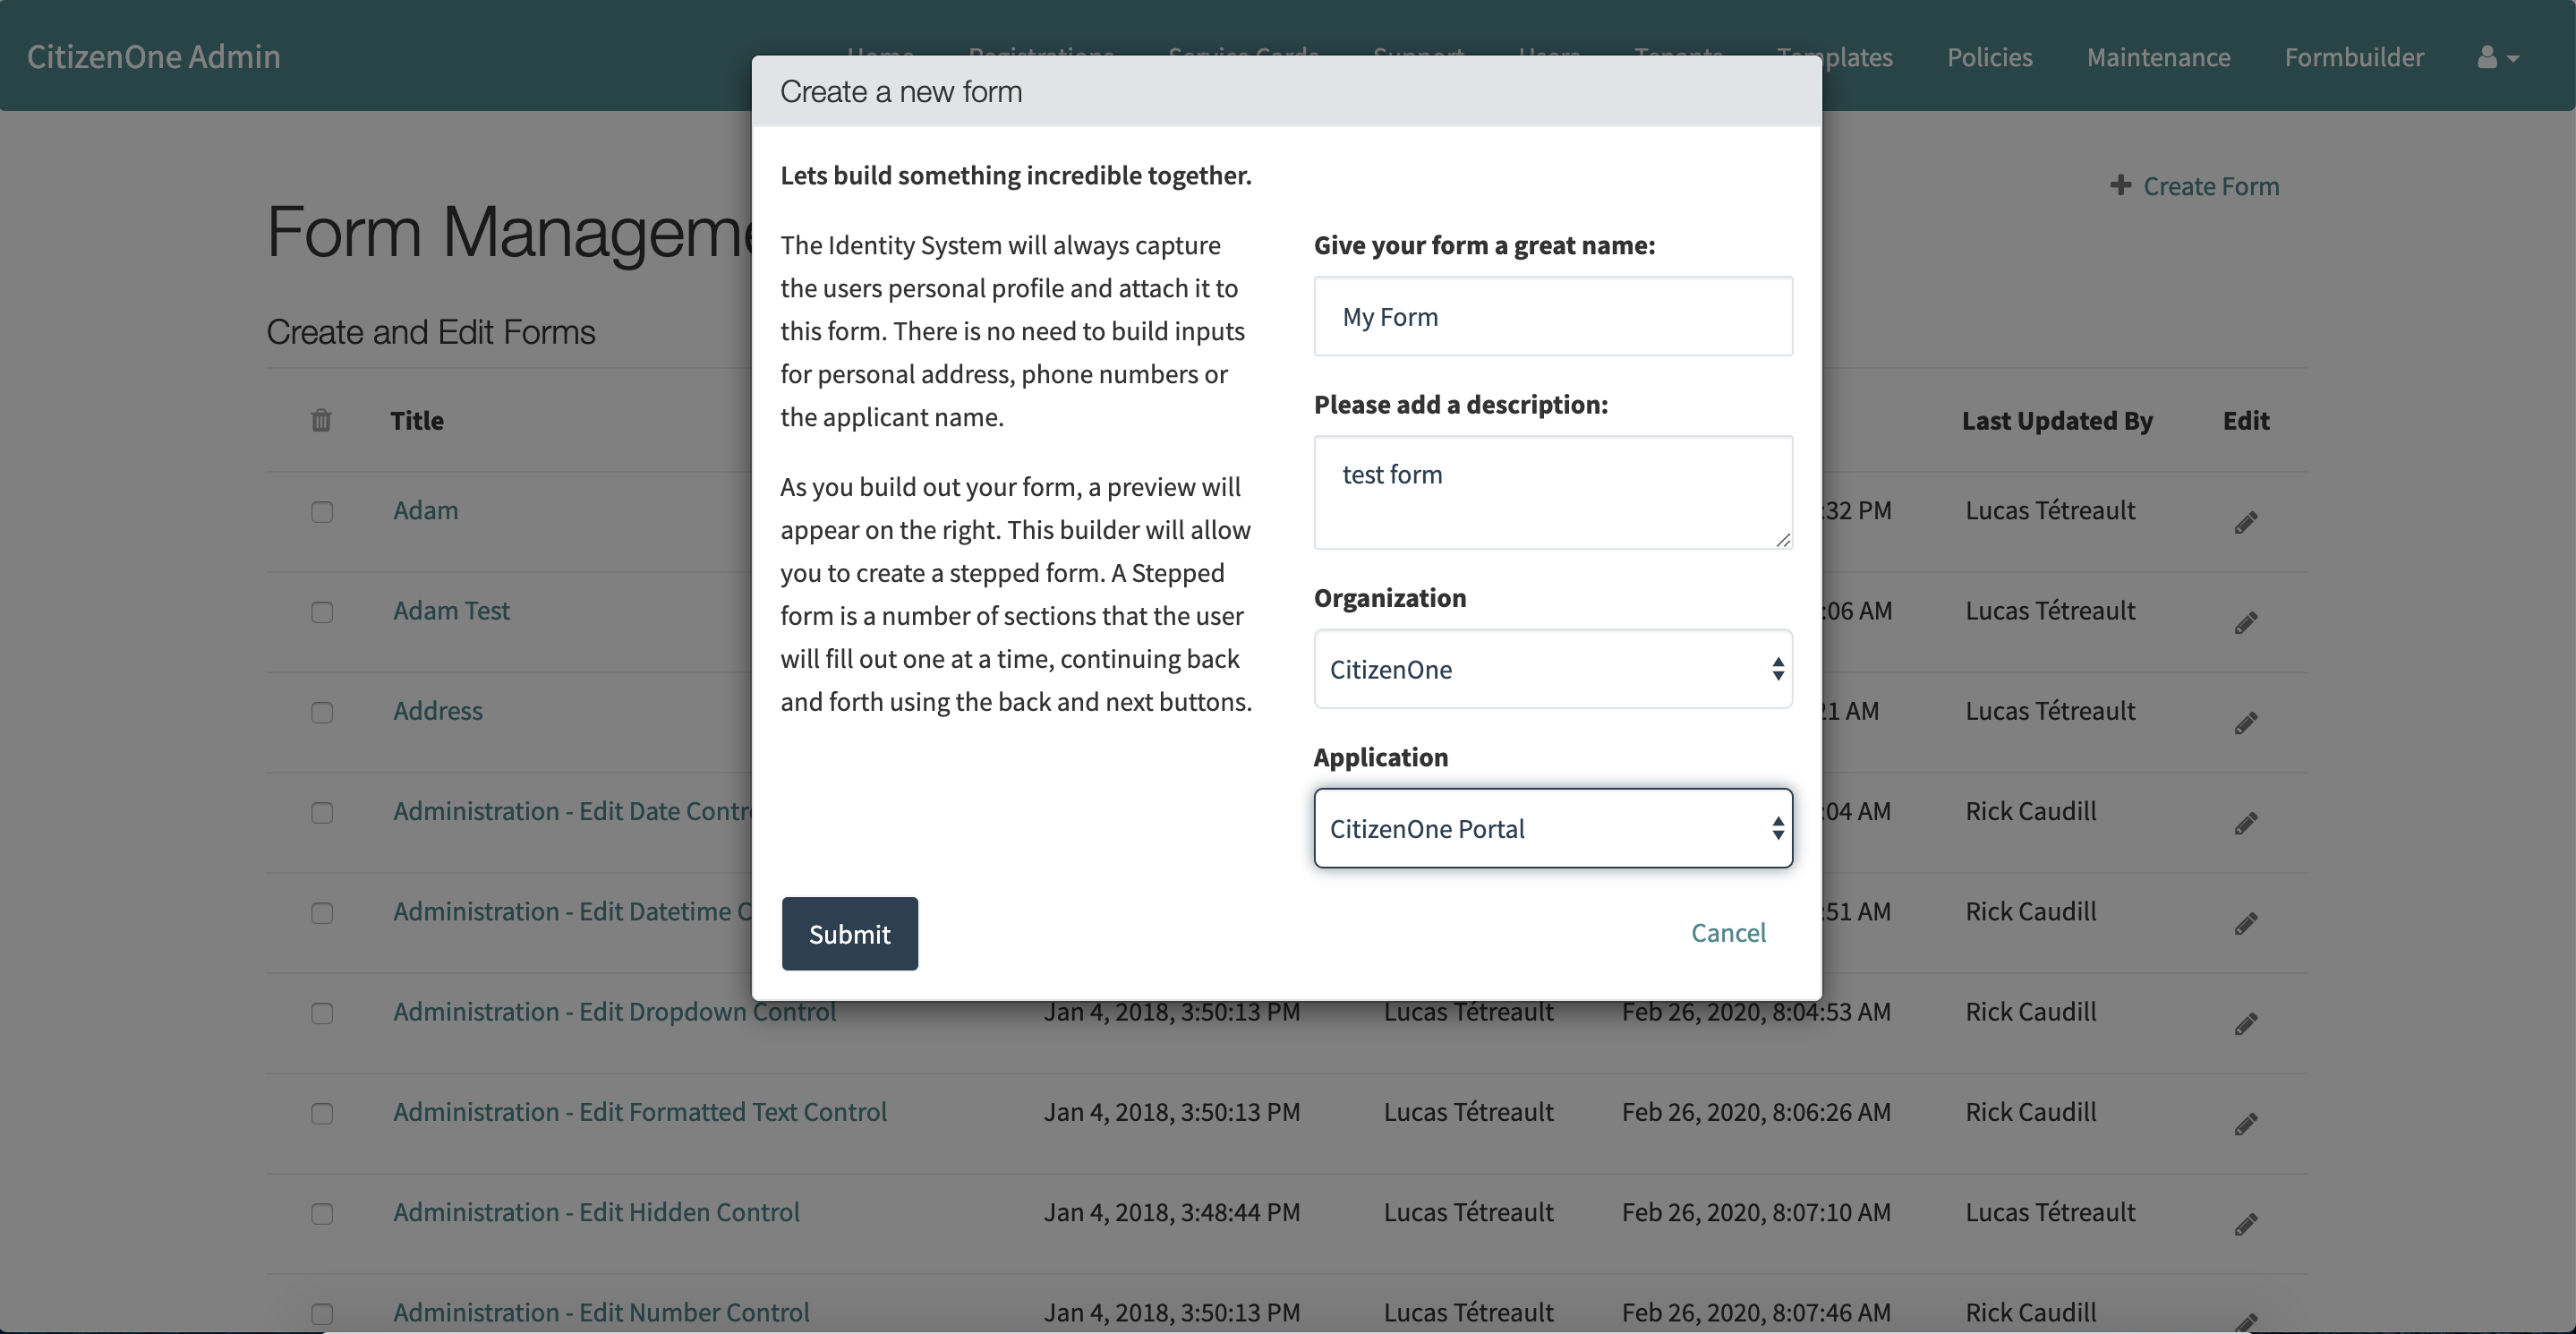 CitizenOne Admin
Home Registrations Service Cards Support Users Tenants Templates Policies Maintenance Formbuilder
Create a new form
Lets build something incredible together.
The Identity System will always capture
the users personal profile and attach it to
this form. There is no need to build inputs
for personal address, phone numbers or
the applicant name.
As you build out your form, a preview will
appear on the right. This builder will allow
you to create a stepped form. A Stepped
form is a number of sections that the user
will fill out one at a time, continuing back
and forth using the back and next buttons.
Give your form a great name:
My Form
Please add a description:
test form
Organization
CitizenOne
Application
CitizenOne Portal
Submit
Cancel
Create Form
Form Manageme
Create and Edit Forms
Title Last Updated By Edit
Adam :32 PM Lucas Tétreault
Adam Test :06 AM Lucas Tétreault
Address 21 AM Lucas Tétreault
Administration - Edit Date Contr :04 AM Rick Caudill
Administration - Edit Datetime C :51 AM Rick Caudill
Administration - Edit Dropdown Control Jan 4, 2018, 3:50:13 PM Lucas Tétreault Feb 26, 2020, 8:04:53 AM Rick Caudill
Administration - Edit Formatted Text Control Jan 4, 2018, 3:50:13 PM Lucas Tétreault Feb 26, 2020, 8:06:26 AM Rick Caudill
Administration - Edit Hidden Control Jan 4, 2018, 3:48:44 PM Lucas Tétreault Feb 26, 2020, 8:07:10 AM Lucas Tétreault
Administration - Edit Number Control Jan 4, 2018, 3:50:13 PM Lucas Tétreault Feb 26, 2020, 8:07:46 AM Rick Caudill